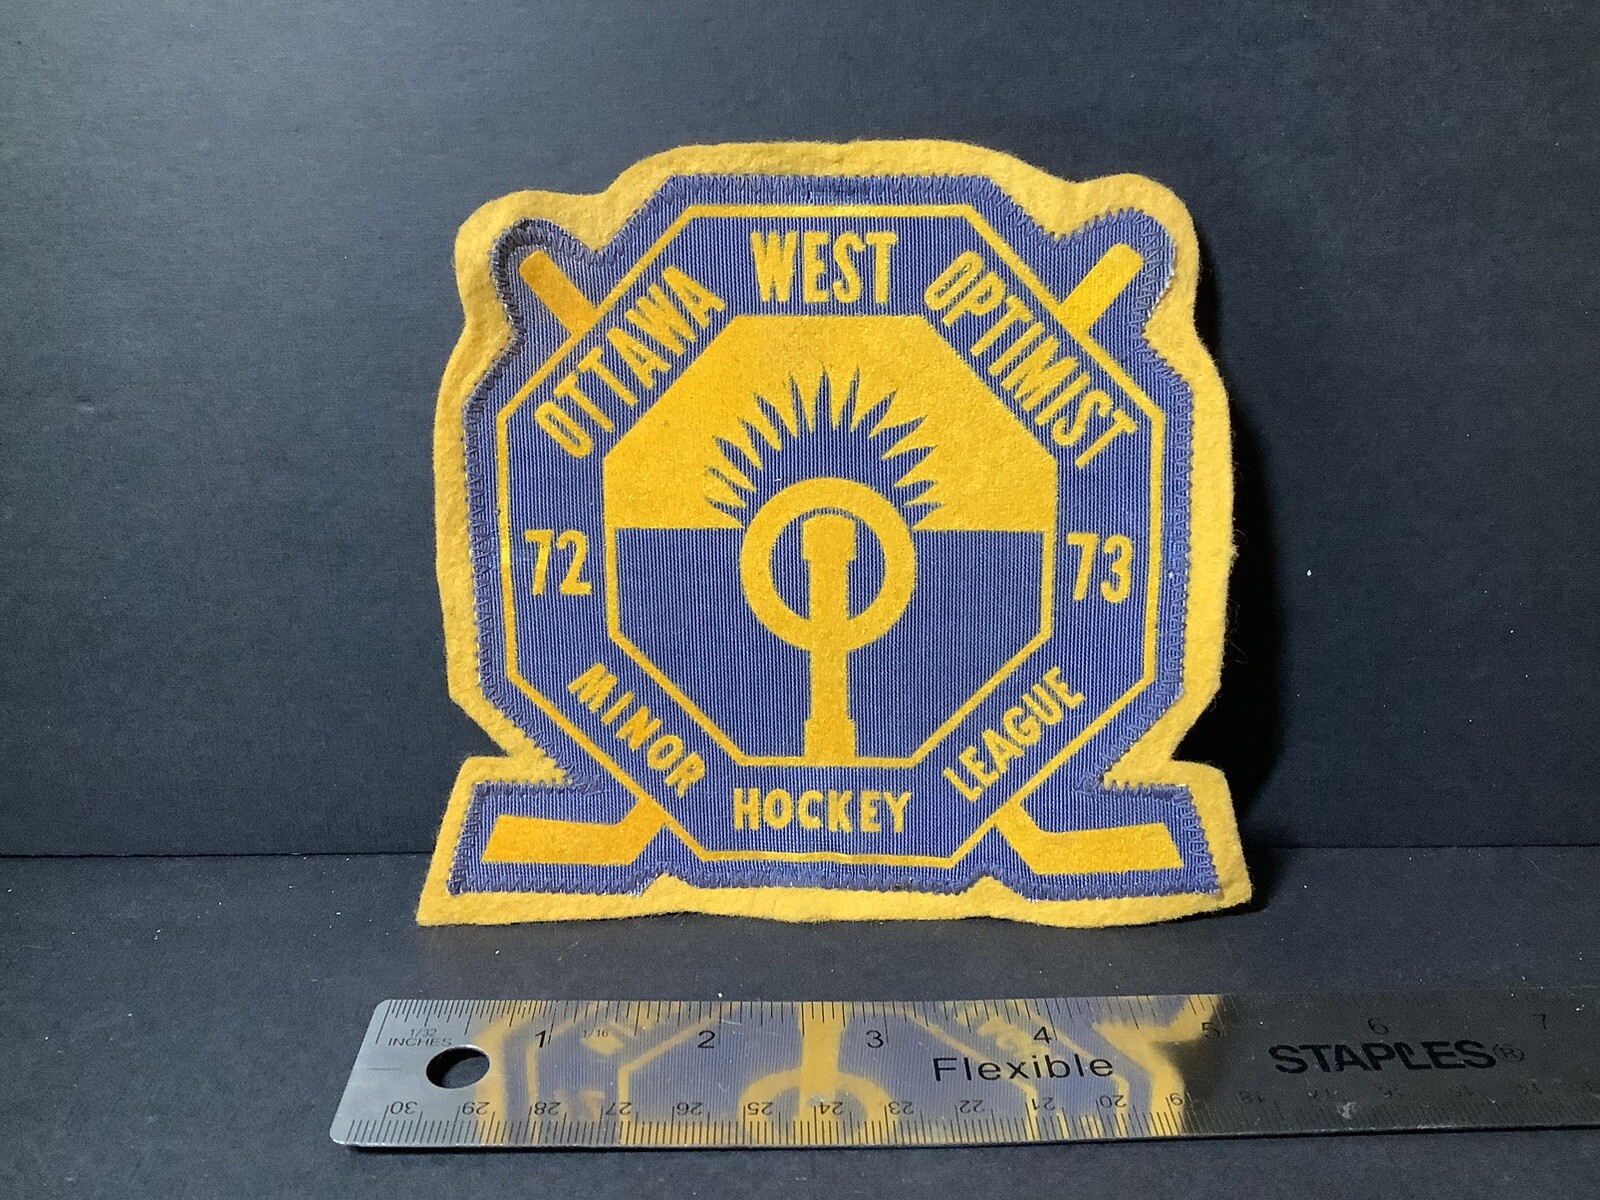 OTTAWA WEST OPTIMIST
72 73
MINOR HOCKEY LEAGUE
1/32 1 1/16 2 3 4 5 6 7
INCHES
Flexible STAPLES®
30 29 28 27 26 25 24 23 22 21 20 19 18